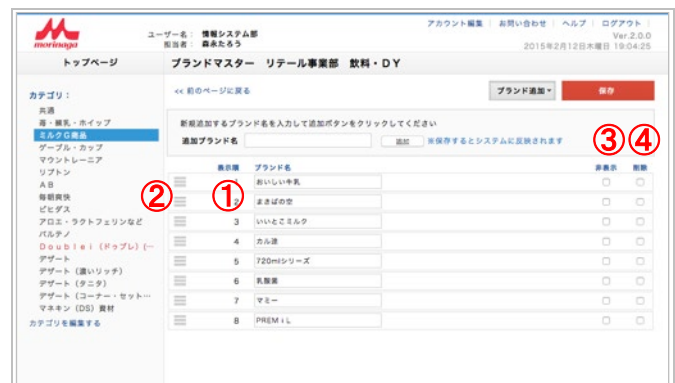 morinaga
ユーザー名： 情報システム部
担当者： 森永たろう
アカウント編集 | お問い合わせ | ヘルプ | ログアウト |
Ver.2.0.0
2015年2月12日木曜日 19:04:25
トップページ
ブランドマスター リテール事業部 飲料・DY
カテゴリ：
共通
苺・練乳・ホイップ
ミルクG商品
ゲーブル・カップ
マウントレーニア
リプトン
AB
毎朝爽快
ビヒダス
アロエ・ラクトフェリンなど
パルテノ
Doublei (ドゥブレ) (…
デザート
デザート (濃いリッチ)
デザート (タニタ)
デザート (コーナー・セット…
マネキン (DS) 資材
カテゴリを編集する
<< 前のページに戻る
ブランド追加
保存
新規追加するブランド名を入力して追加ボタンをクリックしてください
追加ブランド名
追加
※保存するとシステムに反映されます
③ ④
表示順 ブランド名 非表示 削除
② ①
1 おいしい牛乳
2 まきばの空
3 いいとこミルク
4 カル達
5 720mlシリーズ
6 乳酸菌
7 マミー
8 PREMiL